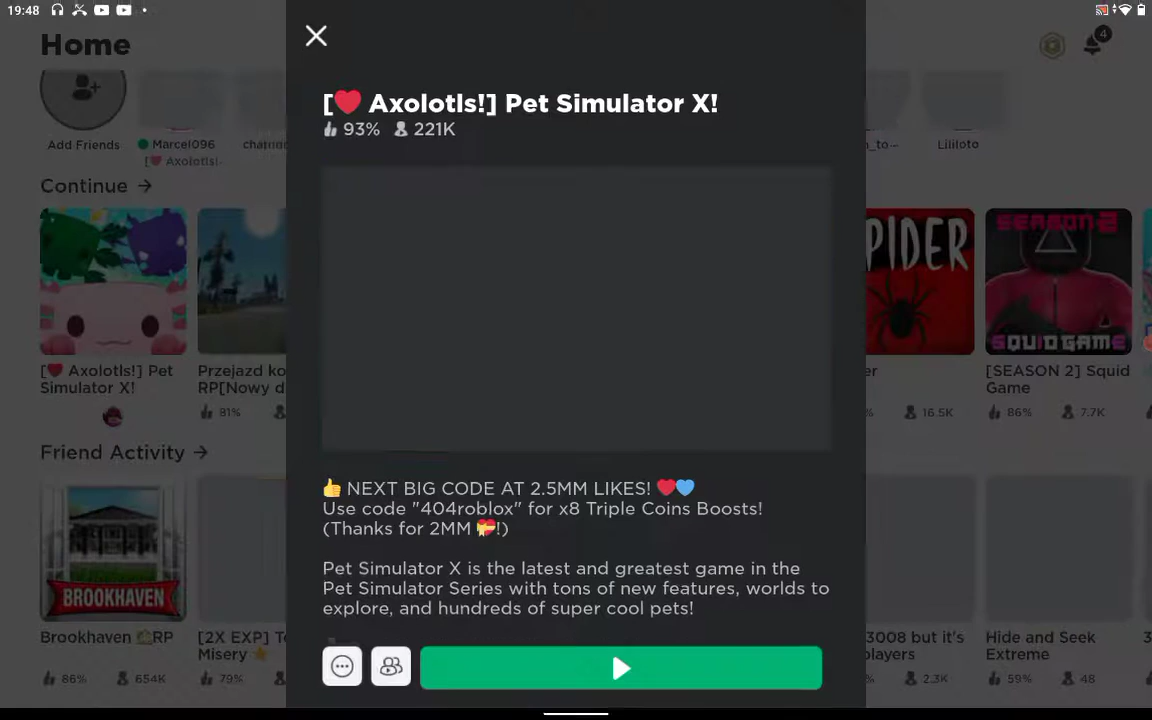 19:48
Home
4
[❤️ Axolotls!] Pet Simulator X!
93% 221K
Add Friends
Marcel096
[❤️ Axolotls!]
Lililoto
Continue →
SPIDER
SEASON 2
SQUID GAME
[❤️ Axolotls!] Pet
Simulator X!
Przejazd ko
RP[Nowy d
81%
[SEASON 2] Squid
Game
16.5K
86% 7.7K
Friend Activity →
👍 NEXT BIG CODE AT 2.5MM LIKES! ❤️💙
Use code "404roblox" for x8 Triple Coins Boosts!
(Thanks for 2MM 💝!)
Pet Simulator X is the latest and greatest game in the
Pet Simulator Series with tons of new features, worlds to
explore, and hundreds of super cool pets!
BROOKHAVEN
Brookhaven 🏡RP
86% 654K
[2X EXP] T
Misery ⭐
79%
3008 but it's
players
2.3K
Hide and Seek
Extreme
59% 48